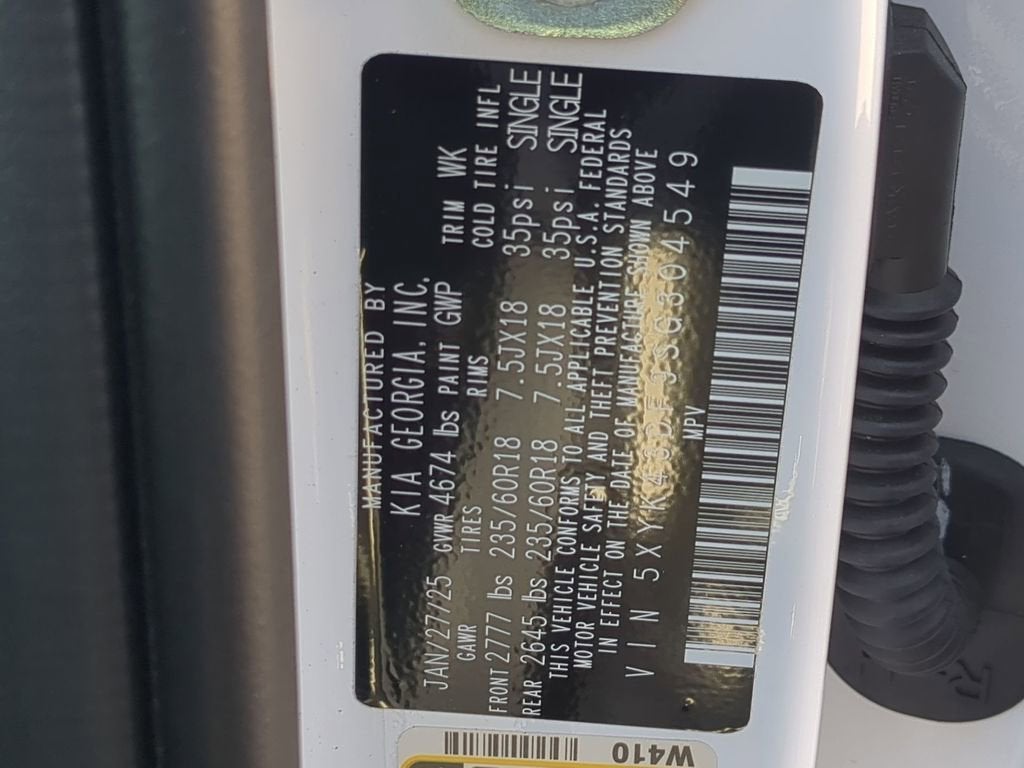 MANUFACTURED BY
KIA GEORGIA, INC.
JAN/27/25 GVWR 4674 lbs PAINT GWP TRIM WK
GAWR TIRES RIMS COLD TIRE INFL
FRONT 2777 lbs 235/60R18 7.5JX18 35psi SINGLE
REAR 2645 lbs 235/60R18 7.5JX18 35psi SINGLE
THIS VEHICLE CONFORMS TO ALL APPLICABLE U.S.A. FEDERAL
MOTOR VEHICLE SAFETY AND THEFT PREVENTION STANDARDS
IN EFFECT ON THE DATE OF MANUFACTURE SHOWN ABOVE
VIN
MPV
W410